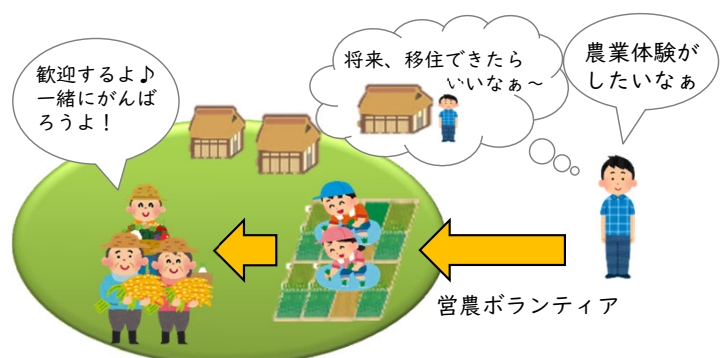 歓迎するよ♪
一緒にがんば
ろうよ！
将来、移住できたら
いいなぁ～
農業体験が
したいなぁ
営農ボランティア